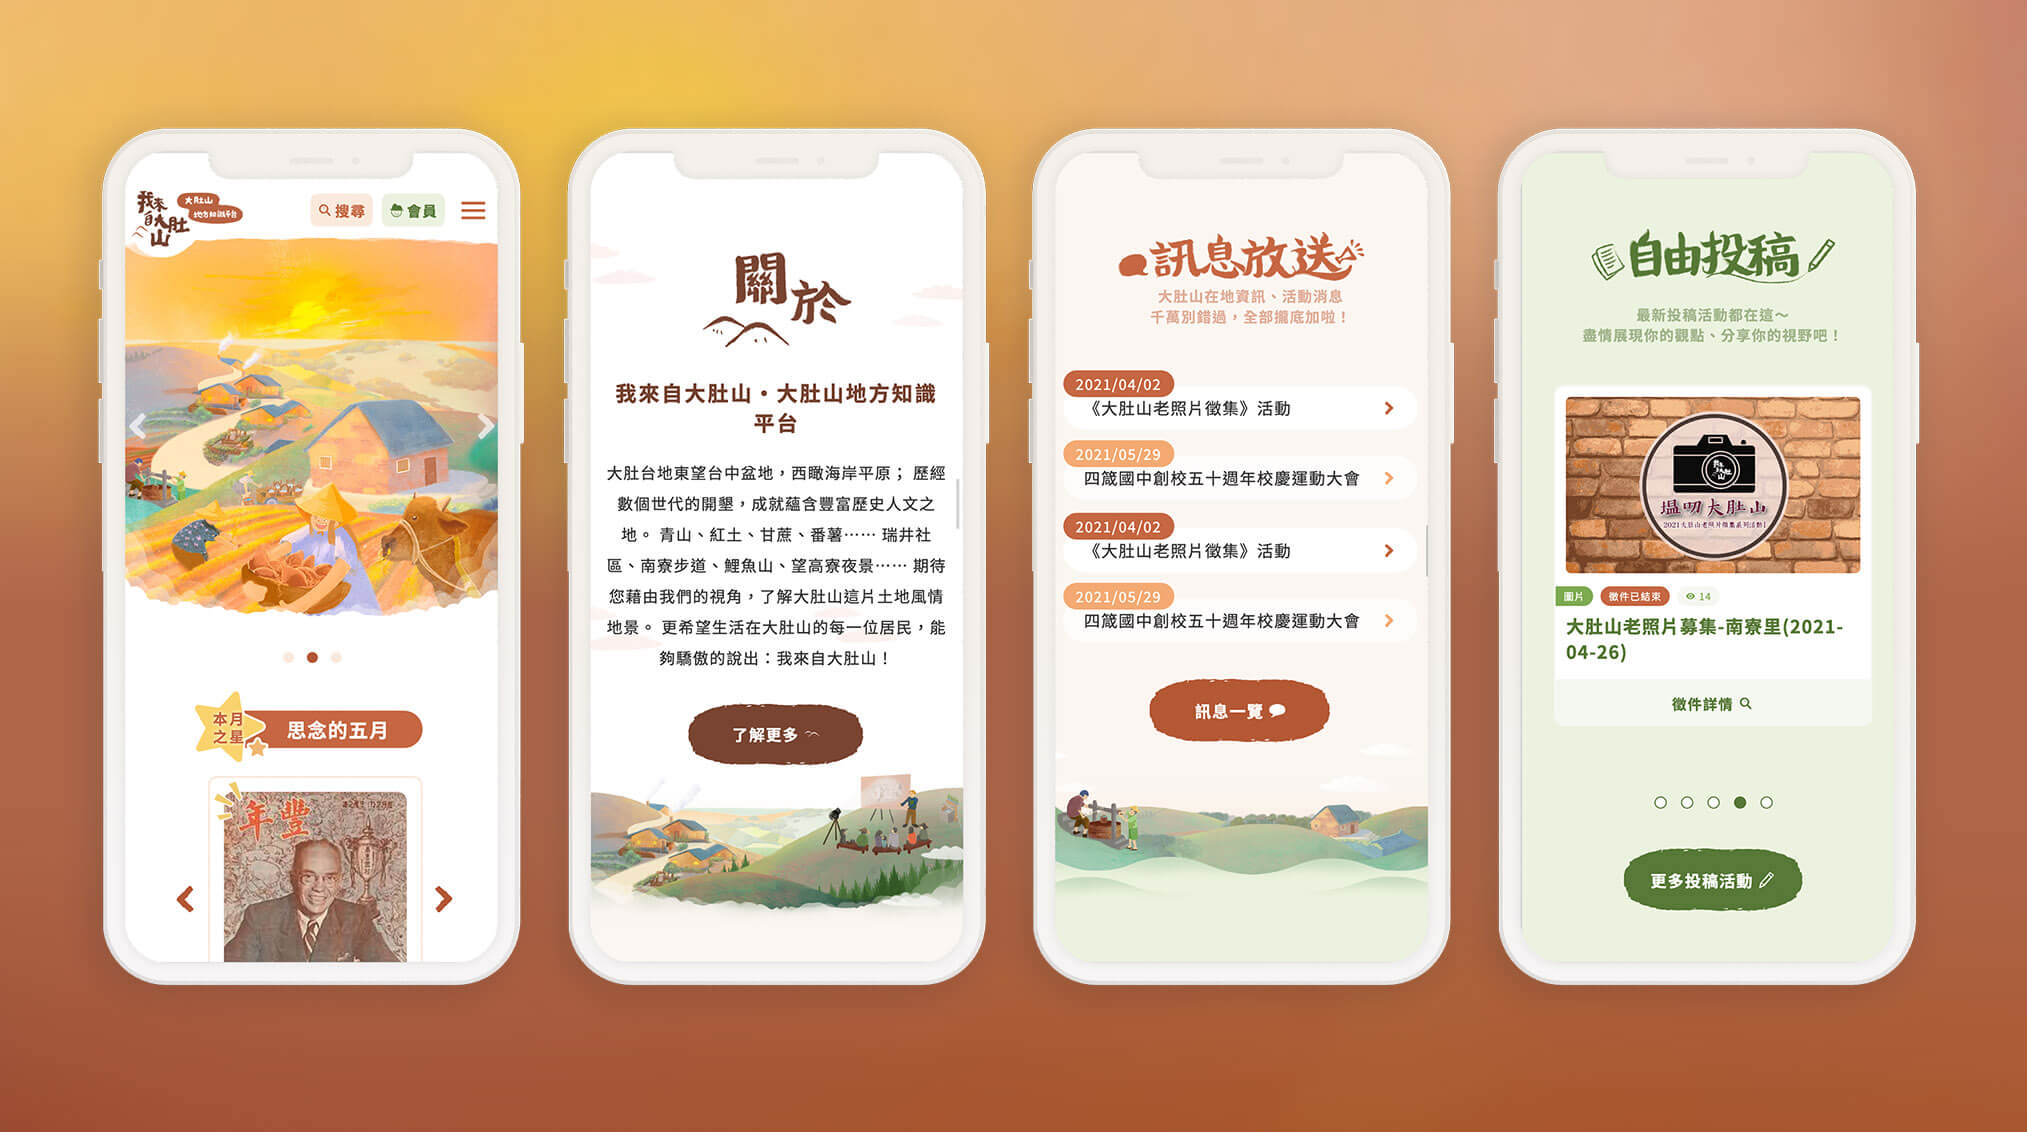 我來
自大肚
山
大肚山
地方知識平台
搜尋
會員
本月
之星
思念的五月
年豐
關於
我來自大肚山・大肚山地方知識
平台
大肚台地東望台中盆地，西瞰海岸平原； 歷經
數個世代的開墾，成就蘊含豐富歷史人文之
地。 青山、紅土、甘蔗、番薯⋯⋯ 瑞井社
區、南寮步道、鯉魚山、望高寮夜景⋯⋯ 期待
您藉由我們的視角，了解大肚山這片土地風情
地景。 更希望生活在大肚山的每一位居民，能
夠驕傲的說出：我來自大肚山！
了解更多
訊息放送
大肚山在地資訊、活動消息
千萬別錯過，全部攏底加啦！
2021/04/02
《大肚山老照片徵集》活動
2021/05/29
四箴國中創校五十週年校慶運動大會
2021/04/02
《大肚山老照片徵集》活動
2021/05/29
四箴國中創校五十週年校慶運動大會
訊息一覽
自由投稿
最新投稿活動都在這～
盡情展現你的觀點、分享你的視野吧！
塭叨大肚山
2021大肚山老照片徵集系列活動
圖片
徵件已結束
14
大肚山老照片募集-南寮里(2021-
04-26)
徵件詳情
更多投稿活動